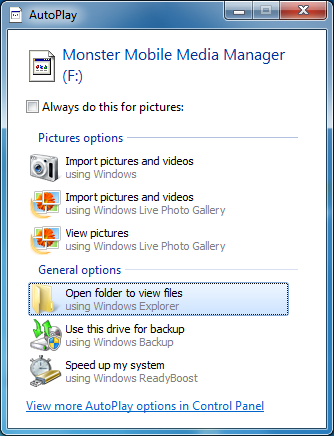 AutoPlay
Monster Mobile Media Manager
(F:)
Always do this for pictures:
Pictures options
Import pictures and videos
using Windows
Import pictures and videos
using Windows Live Photo Gallery
View pictures
using Windows Live Photo Gallery
General options
Open folder to view files
using Windows Explorer
Use this drive for backup
using Windows Backup
Speed up my system
using Windows ReadyBoost
View more AutoPlay options in Control Panel